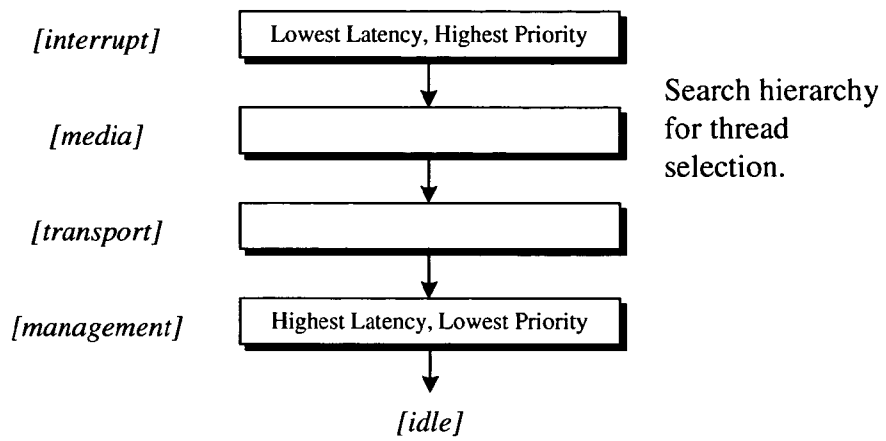 [interrupt]
Lowest Latency, Highest Priority
Search hierarchy
for thread
selection.
[media]
[transport]
[management]
Highest Latency, Lowest Priority
[idle]